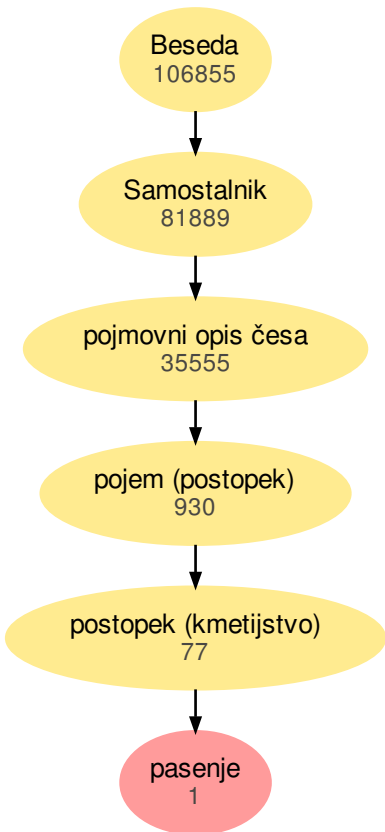 Beseda
106855
Samostalnik
81889
pojmovni opis česa
35555
pojem (postopek)
930
postopek (kmetijstvo)
77
pasenje
1